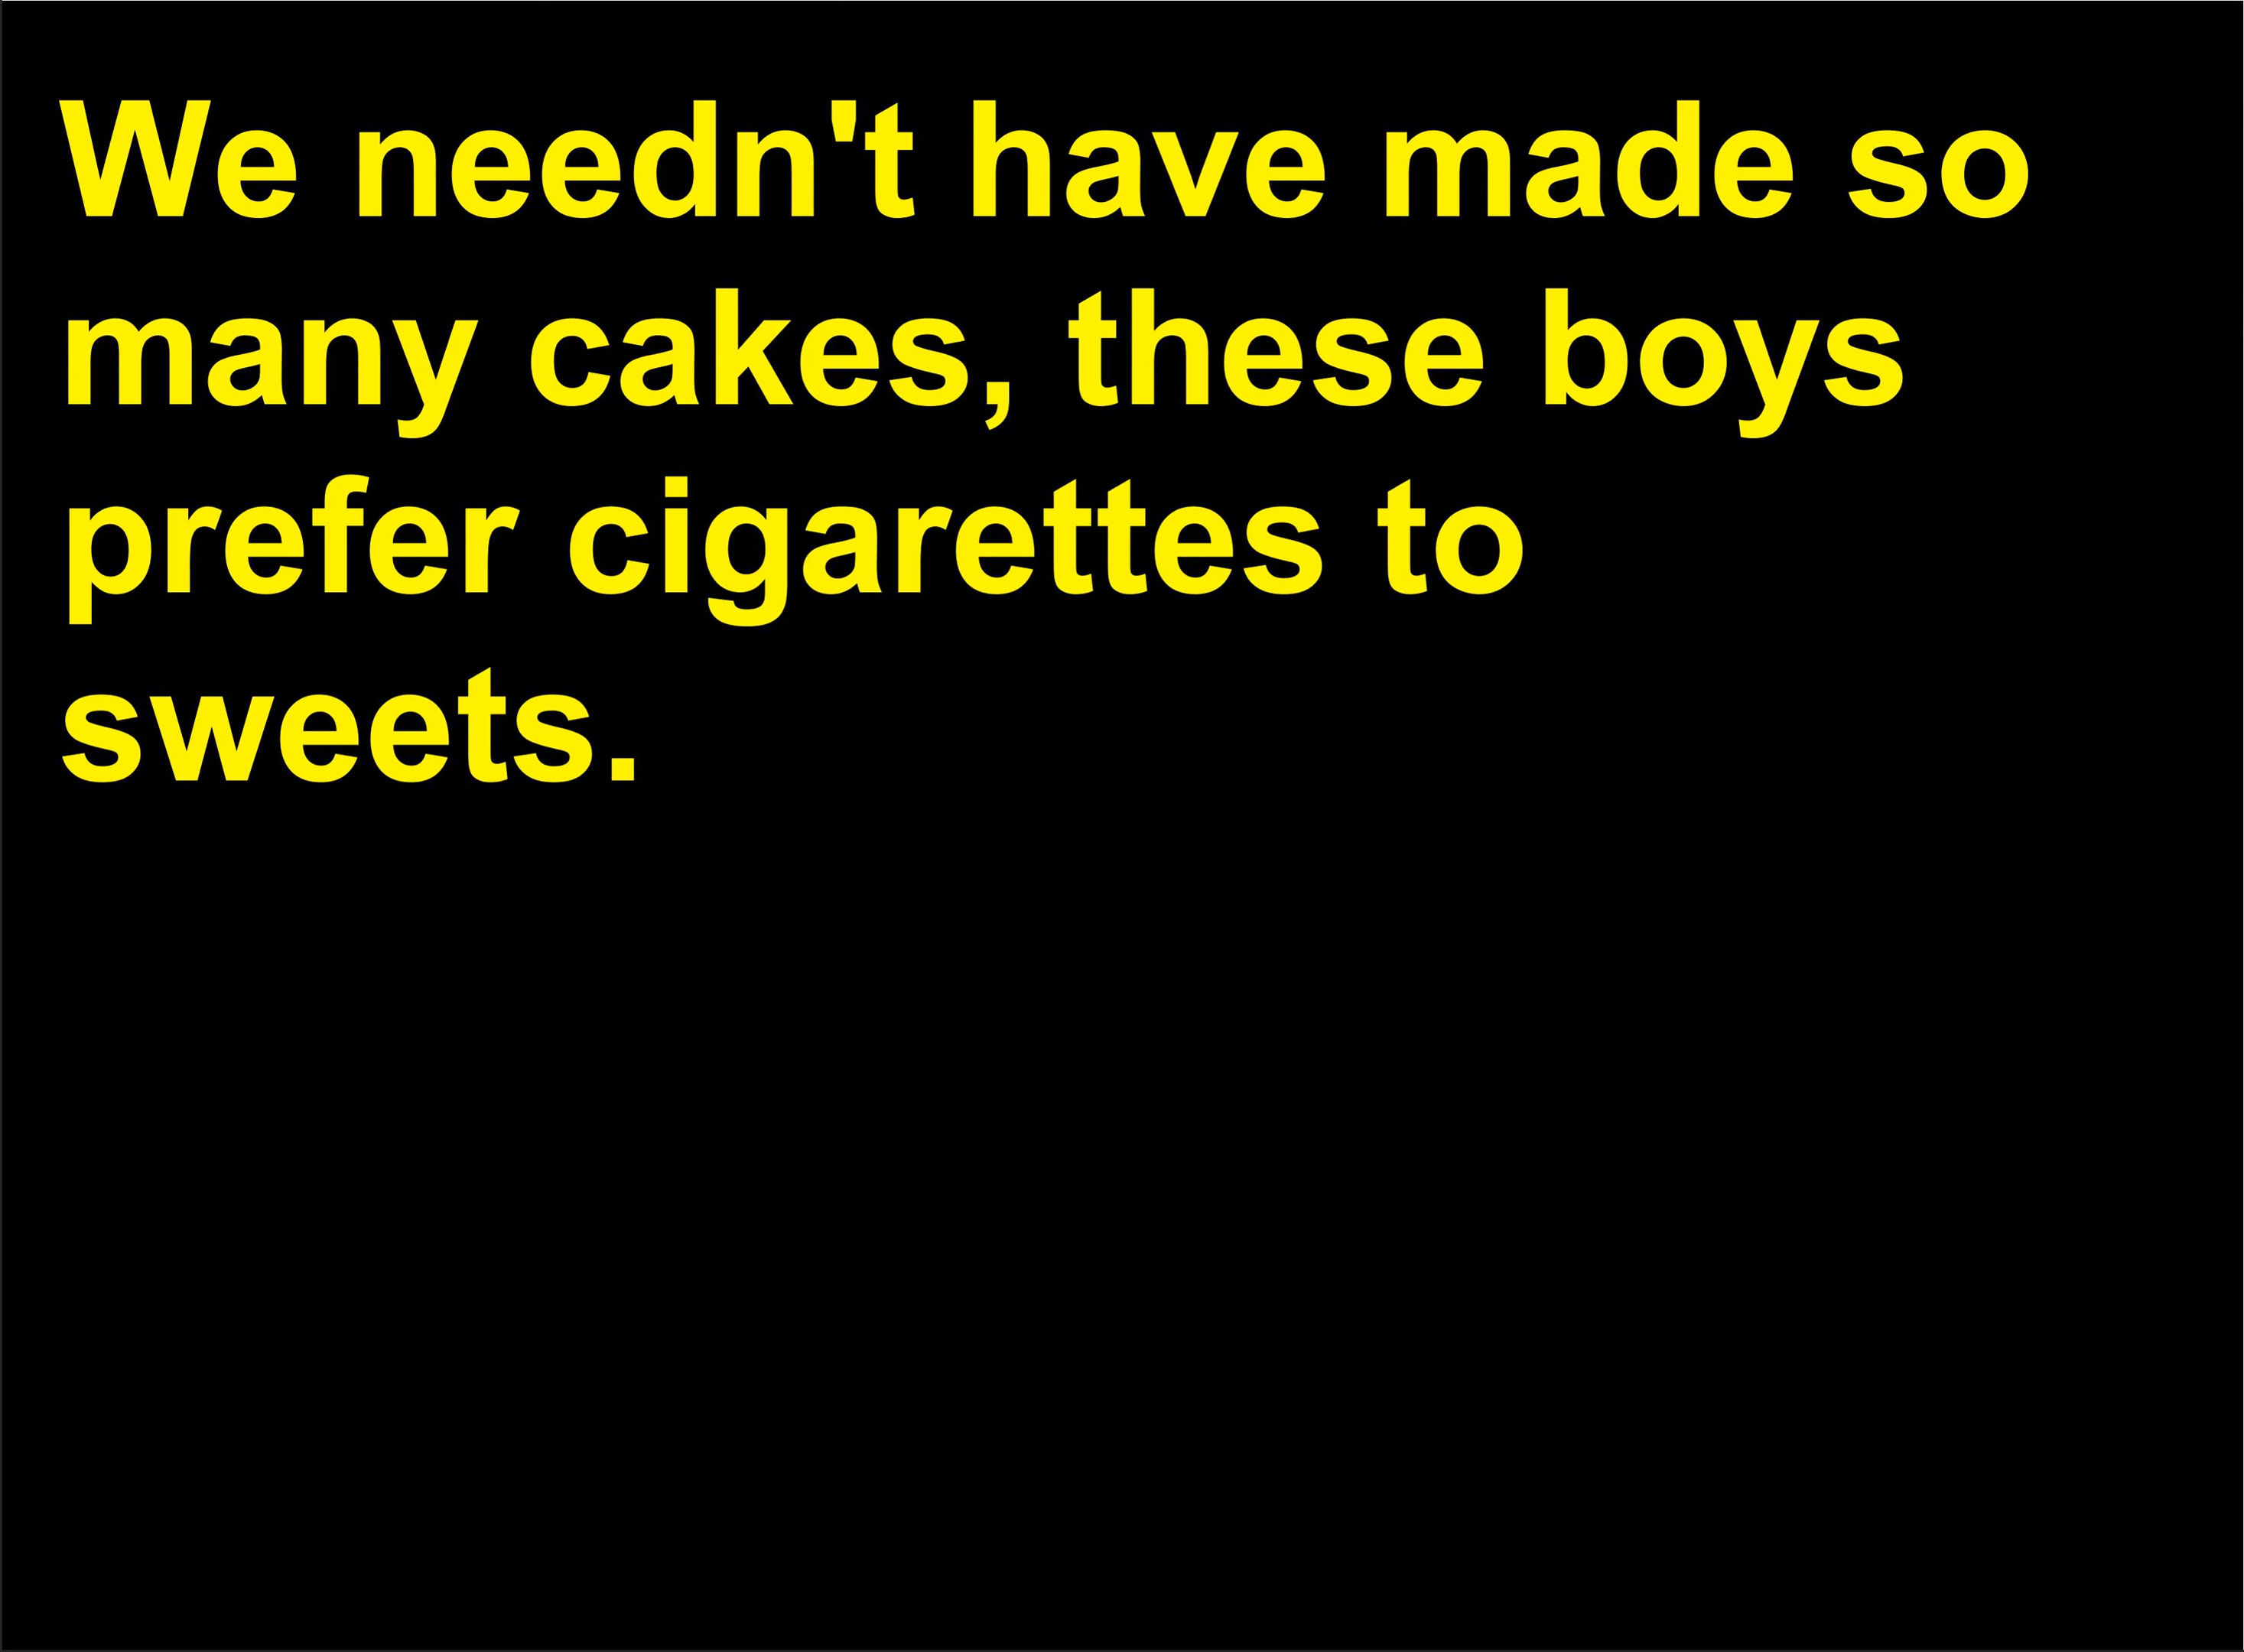 We needn't have made so
many cakes, these boys
prefer cigarettes to
sweets.